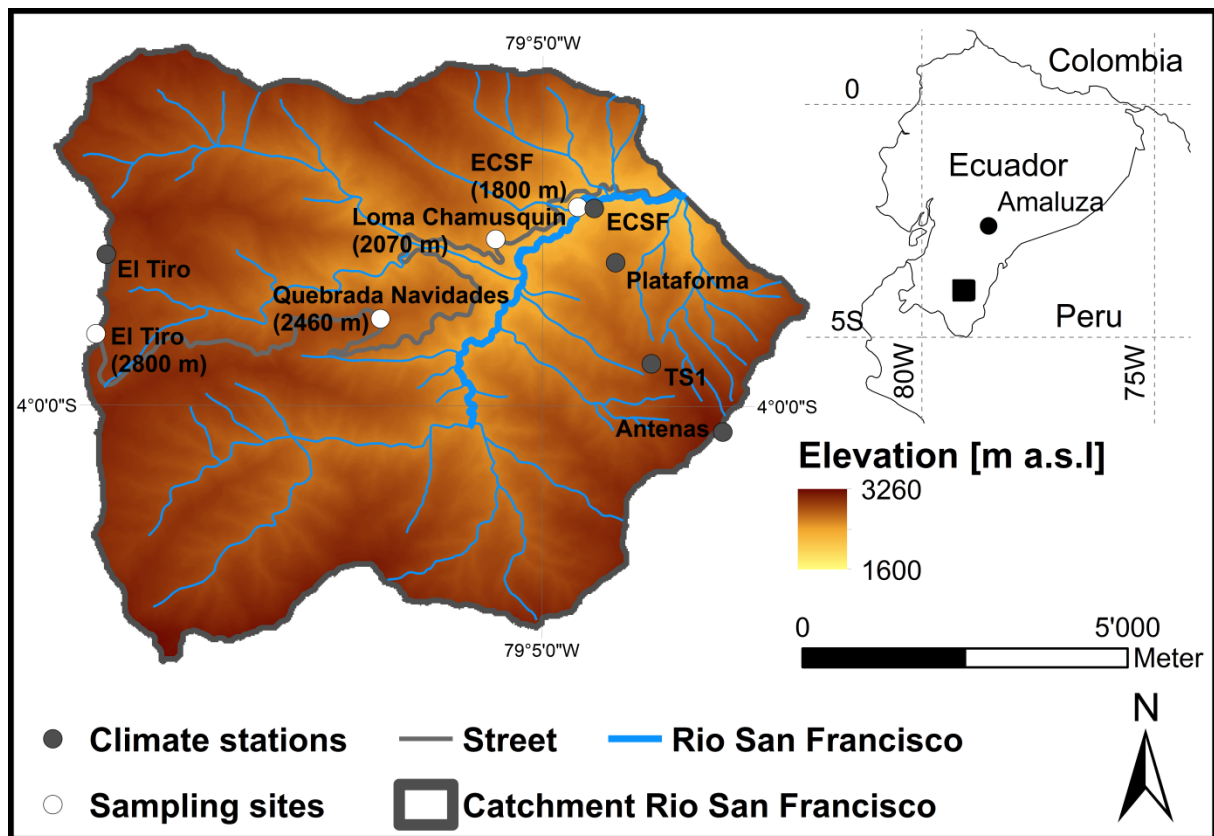 79°5'0"W
ECSF
(1800 m)
Loma Chamusquin
(2070 m)
ECSF
El Tiro
Plataforma
Quebrada Navidades
(2460 m)
El Tiro
(2800 m)
TS1
4°0'0"S
4°0'0"S
Antenas
79°5'0"W
Colombia
0
Ecuador
Amaluza
Peru
5S
80W
75W
Elevation [m a.s.l]
3260
1600
0
5'000
Meter
N
Climate stations
Street
Rio San Francisco
Sampling sites
Catchment Rio San Francisco